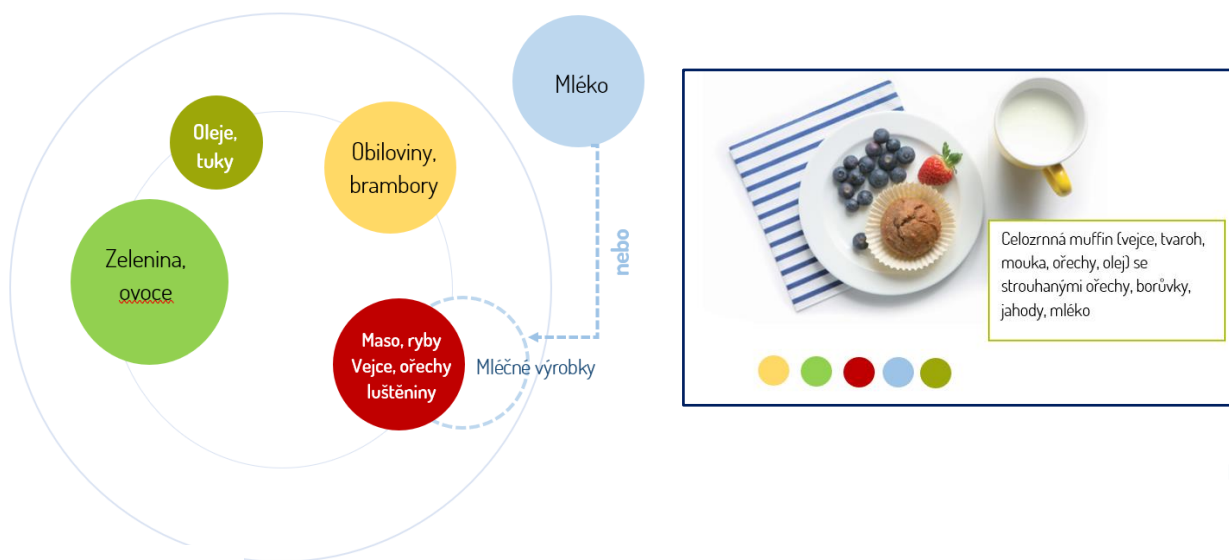 Mléko
Oleje,
tuky
Obiloviny,
brambory
Zelenina,
ovoce
nebo
Maso, ryby
Vejce, ořechy
luštěniny
Mléčné výrobky
Celozrnná muffin (vejce, tvaroh,
mouka, ořechy, olej) se
strouhanými ořechy, borůvky,
jahody, mléko